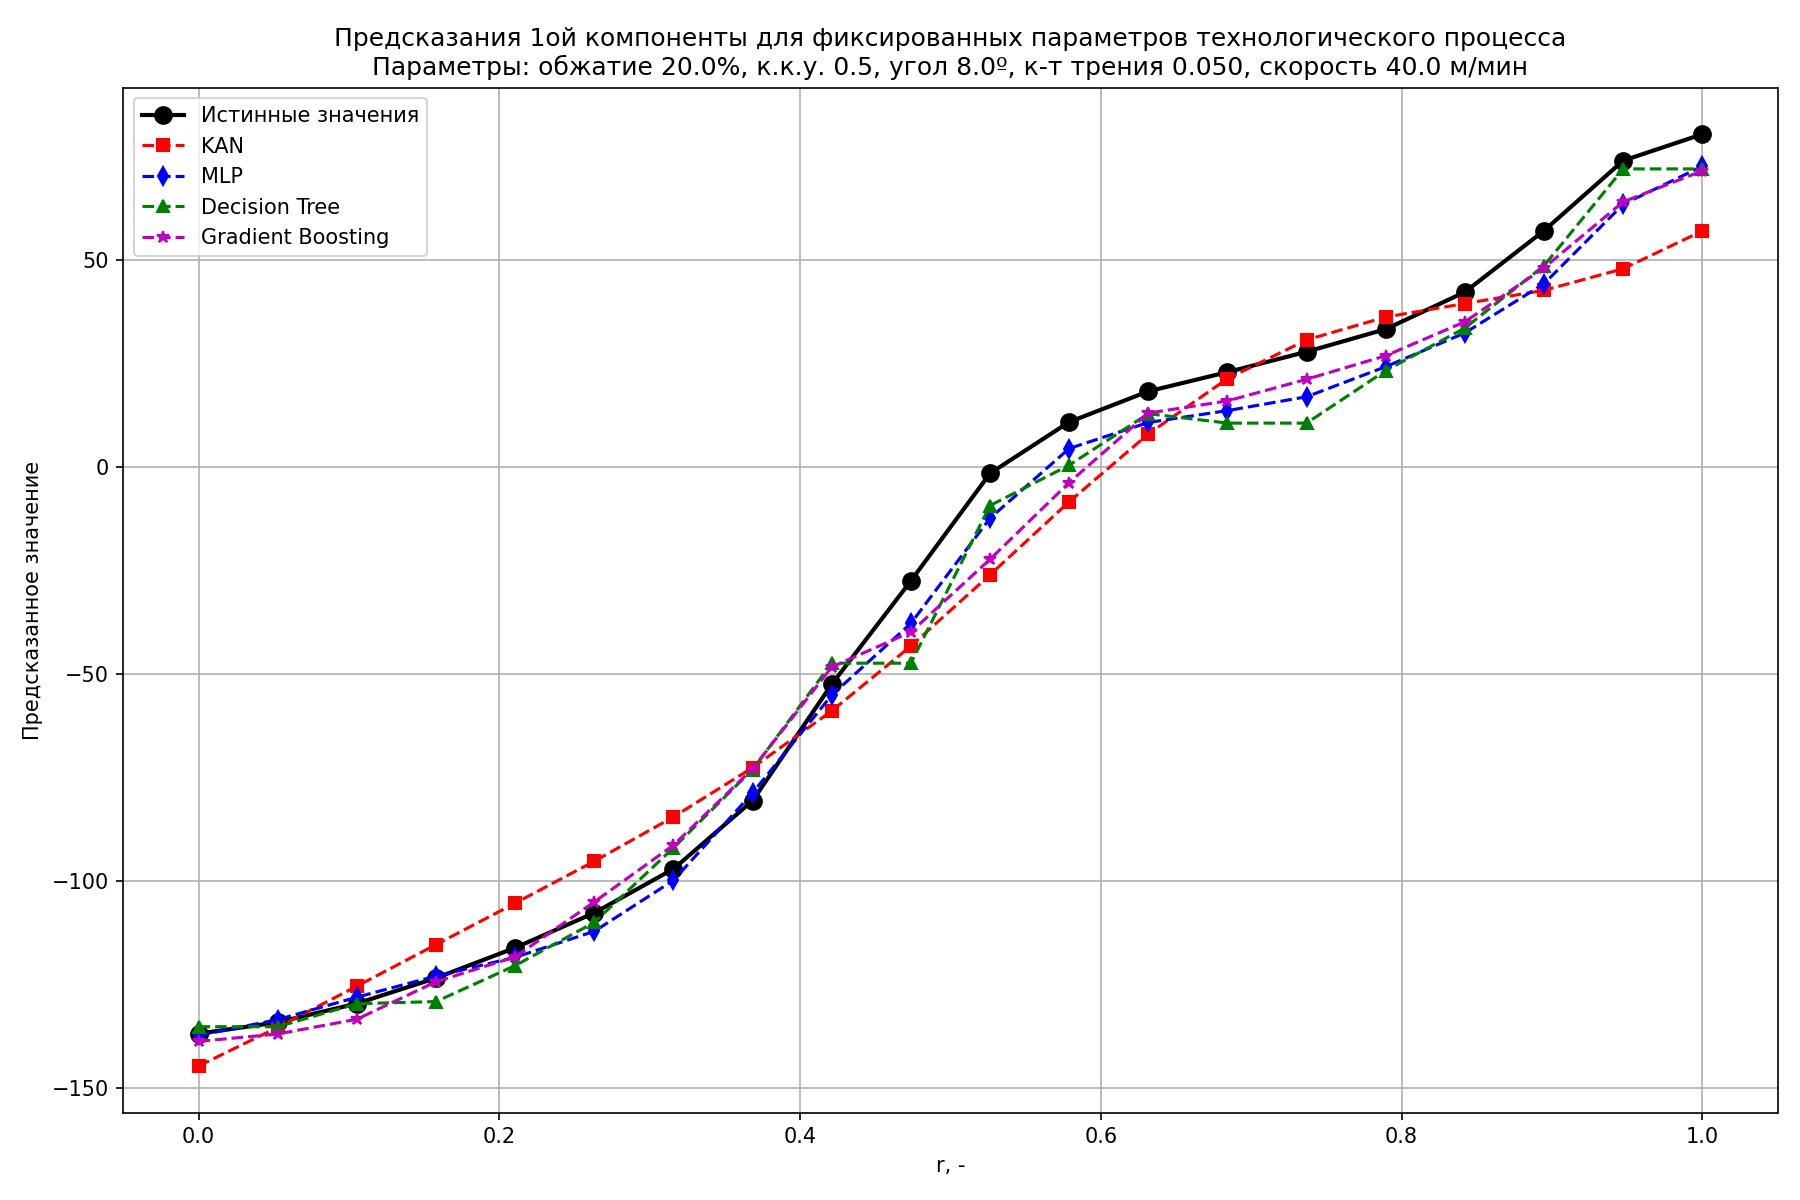 Предсказания 1ой компоненты для фиксированных параметров технологического процесса
Параметры: обжатие 20.0%, к.к.у. 0.5, угол 8.0º, к-т трения 0.050, скорость 40.0 м/мин
Истинные значения
KAN
MLP
Decision Tree
Gradient Boosting
Предсказанное значение
50
0
−50
−100
−150
0.0
0.2
0.4
0.6
0.8
1.0
r, -